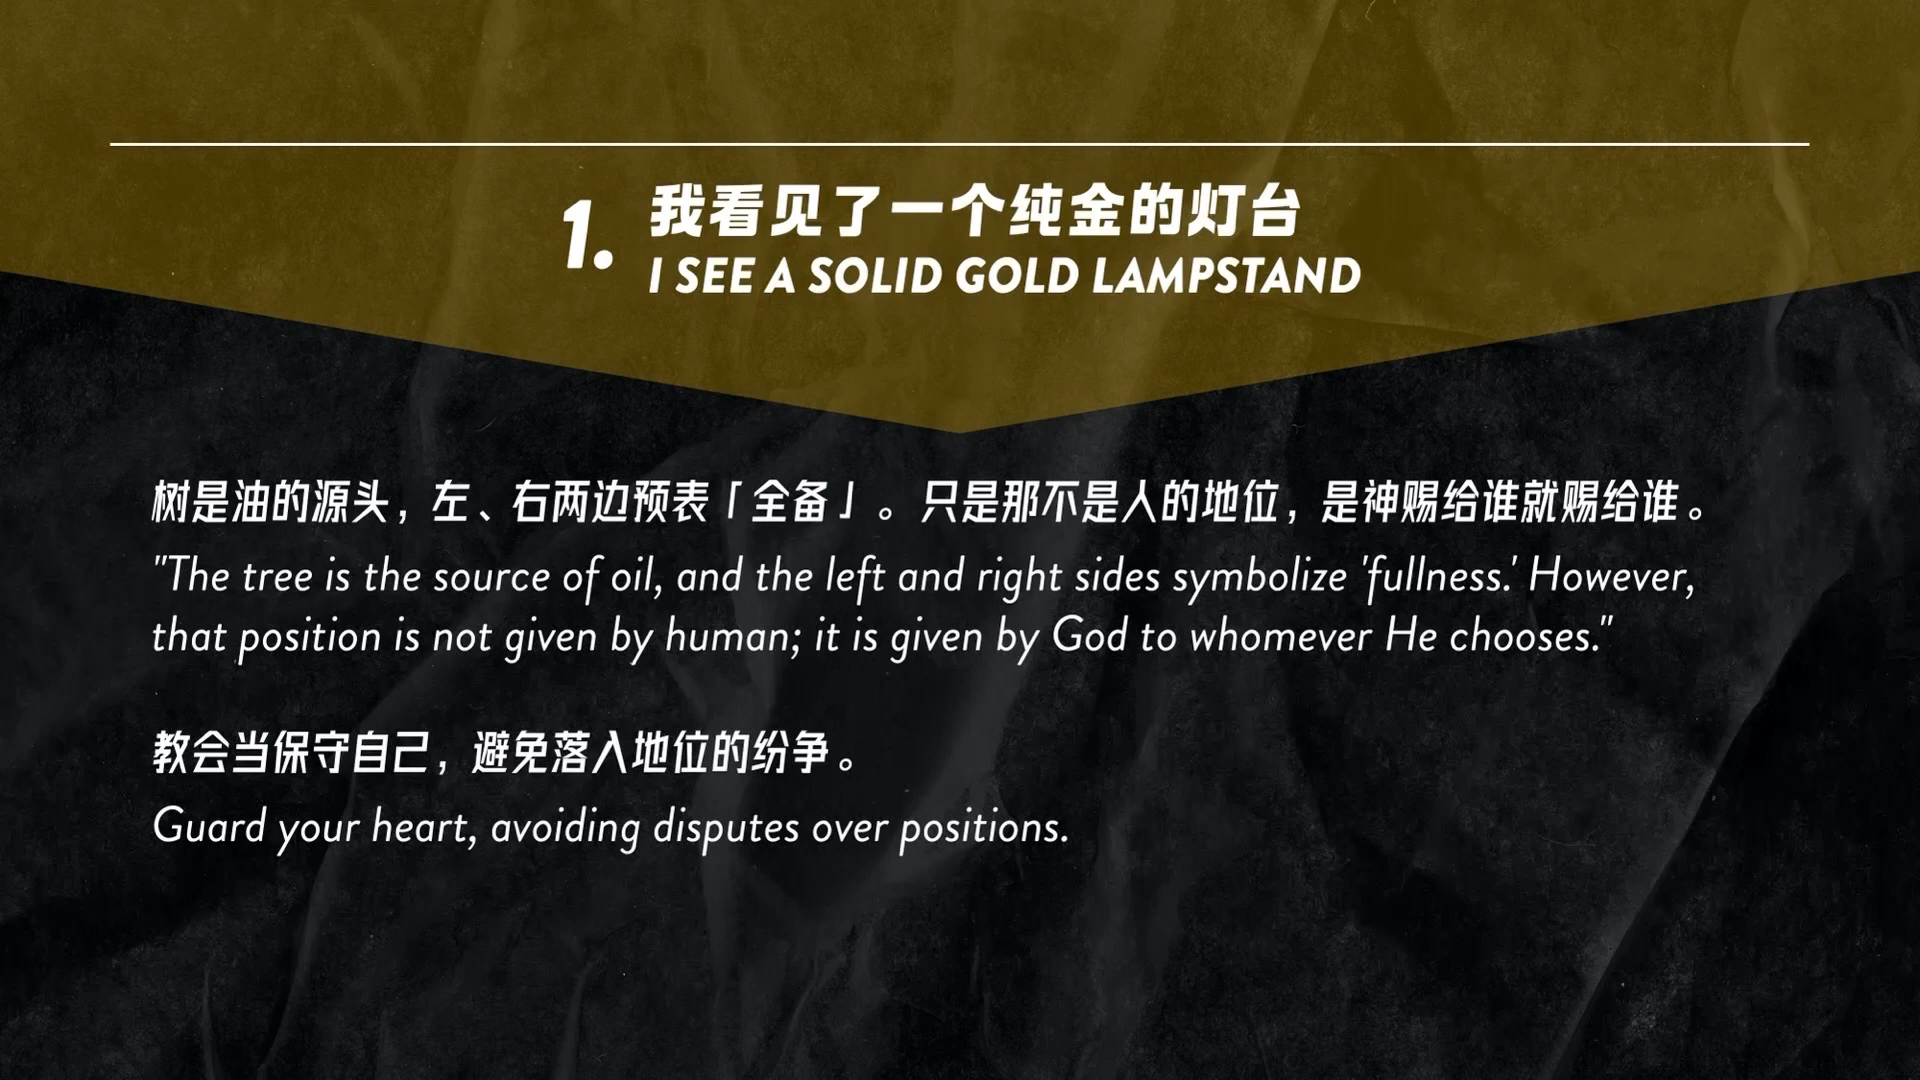 1.
我看见了一个纯金的灯台
I SEE A SOLID GOLD LAMPSTAND
树是油的源头，左、右两边预表「全备」。只是那不是人的地位，是神赐给谁就赐给谁。
"The tree is the source of oil, and the left and right sides symbolize 'fullness.' However,
that position is not given by human; it is given by God to whomever He chooses."
教会当保守自己，避免落入地位的纷争。
Guard your heart, avoiding disputes over positions.